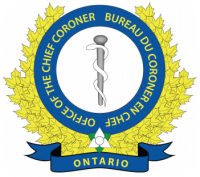 OFFICE OF THE CHIEF CORONER
BUREAU DU CORONER EN CHEF
ONTARIO